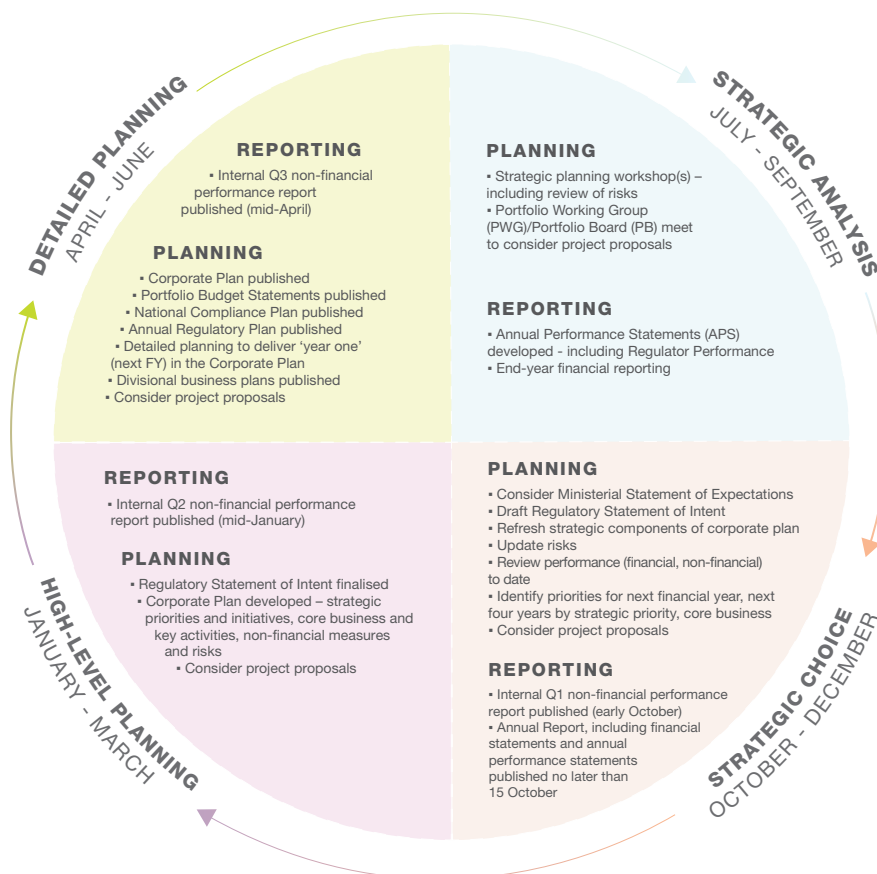 DETAILED PLANNING
APRIL - JUNE
REPORTING
▪ Internal Q3 non-financial
performance report
published (mid-April)
PLANNING
▪ Corporate Plan published
▪ Portfolio Budget Statements published
▪ National Compliance Plan published
▪ Annual Regulatory Plan published
▪ Detailed planning to deliver ‘year one’
(next FY) in the Corporate Plan
▪ Divisional business plans published
▪ Consider project proposals
STRATEGIC ANALYSIS
JULY - SEPTEMBER
PLANNING
▪ Strategic planning workshop(s) –
including review of risks
▪ Portfolio Working Group
(PWG)/Portfolio Board (PB) meet
to consider project proposals
REPORTING
▪ Annual Performance Statements (APS)
developed - including Regulator Performance
▪ End-year financial reporting
STRATEGIC CHOICE
OCTOBER - DECEMBER
PLANNING
▪ Consider Ministerial Statement of Expectations
▪ Draft Regulatory Statement of Intent
▪ Refresh strategic components of corporate plan
▪ Update risks
▪ Review performance (financial, non-financial)
to date
▪ Identify priorities for next financial year, next
four years by strategic priority, core business
▪ Consider project proposals
REPORTING
▪ Internal Q1 non-financial performance
report published (early October)
▪ Annual Report, including financial
statements and annual
performance statements
published no later than
15 October
HIGH-LEVEL PLANNING
JANUARY - MARCH
REPORTING
▪ Internal Q2 non-financial performance
report published (mid-January)
PLANNING
▪ Regulatory Statement of Intent finalised
▪ Corporate Plan developed – strategic
priorities and initiatives, core business and
key activities, non-financial measures
and risks
▪ Consider project proposals